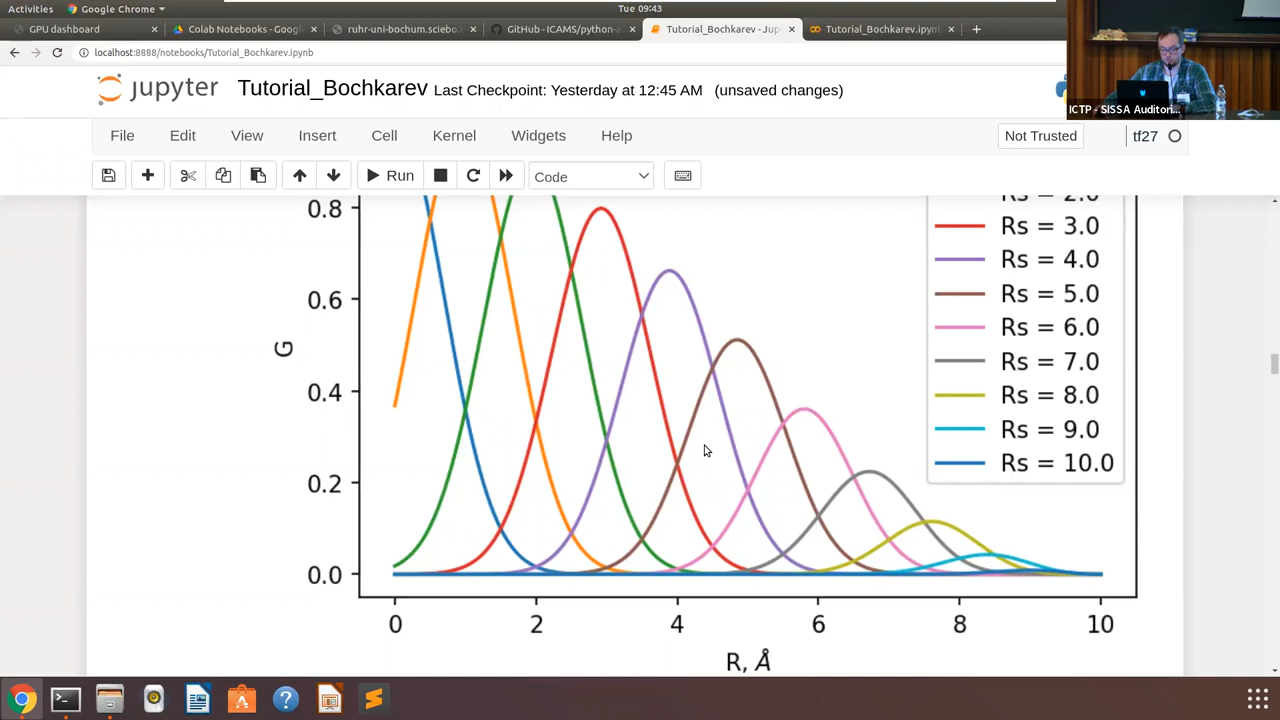 Activities
Google Chrome
Tue 09:43
GPU dashboard
Colab Notebooks - Google
ruhr-uni-bochum.sciebo.
GitHub - ICAMS/python-a
Tutorial_Bochkarev - Jup
Tutorial_Bochkarev.ipynb
localhost:8888/notebooks/Tutorial_Bochkarev.ipynb
ICTP - SISSA Auditori...
jupyter
Tutorial_Bochkarev Last Checkpoint: Yesterday at 12:45 AM (unsaved changes)
File Edit View Insert Cell Kernel Widgets Help
Not Trusted
tf27
Run
Code
Rs = 2.0
Rs = 3.0
Rs = 4.0
Rs = 5.0
Rs = 6.0
Rs = 7.0
Rs = 8.0
Rs = 9.0
Rs = 10.0
G
0.8
0.6
0.4
0.2
0.0
0 2 4 6 8 10
R, Å